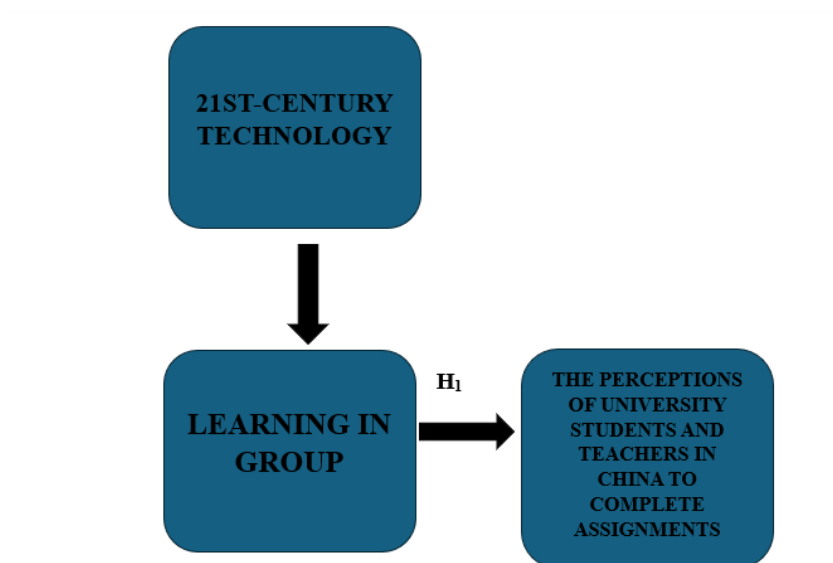 21ST-CENTURY
TECHNOLOGY
LEARNING IN
GROUP
H₁
THE PERCEPTIONS
OF UNIVERSITY
STUDENTS AND
TEACHERS IN
CHINA TO
COMPLETE
ASSIGNMENTS